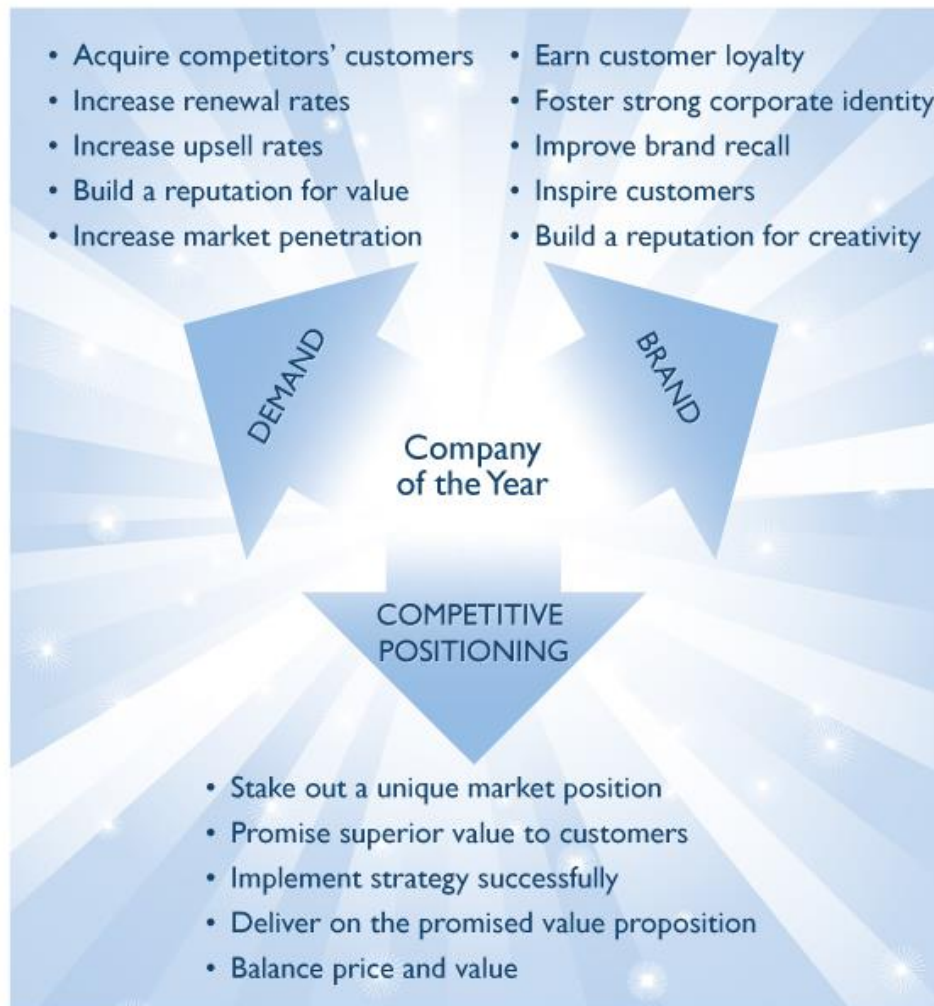 • Acquire competitors’ customers
• Increase renewal rates
• Increase upsell rates
• Build a reputation for value
• Increase market penetration
• Earn customer loyalty
• Foster strong corporate identity
• Improve brand recall
• Inspire customers
• Build a reputation for creativity
DEMAND
BRAND
Company
of the Year
COMPETITIVE
POSITIONING
• Stake out a unique market position
• Promise superior value to customers
• Implement strategy successfully
• Deliver on the promised value proposition
• Balance price and value